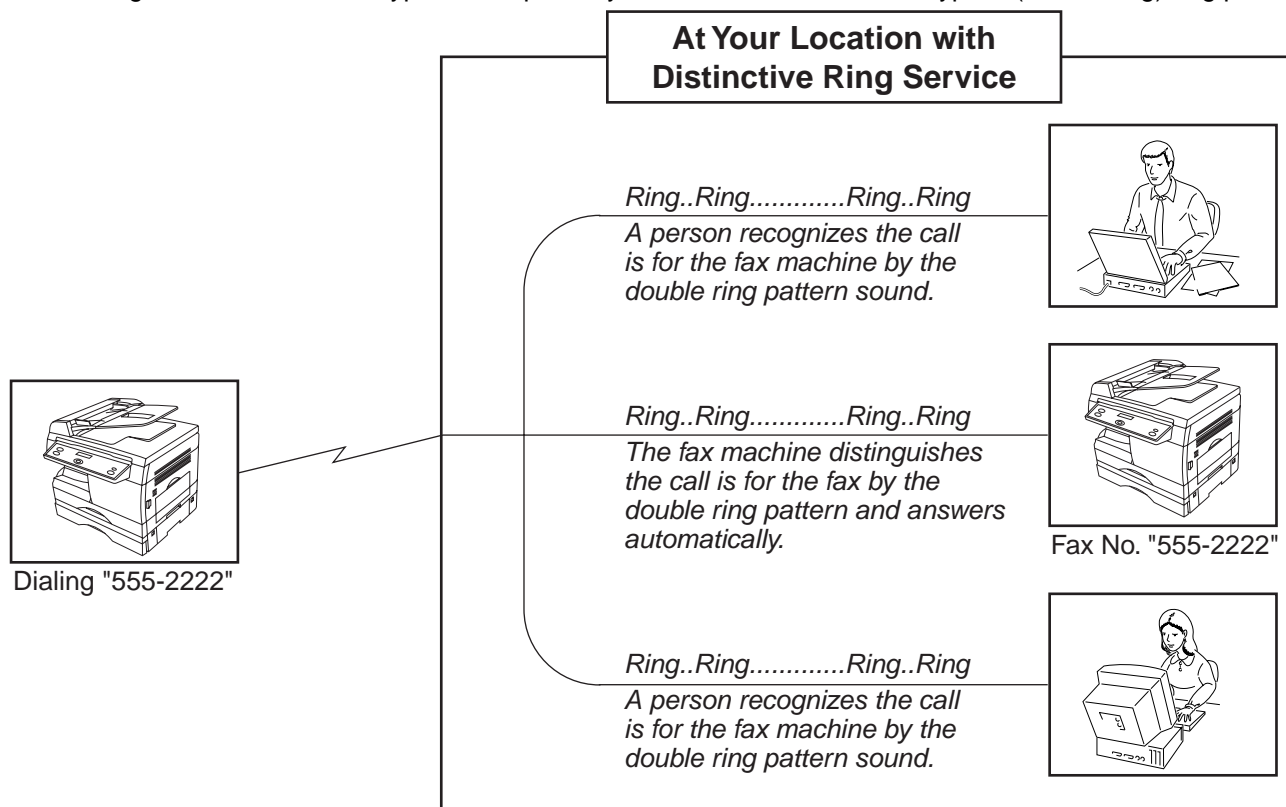 At Your Location with
Distinctive Ring Service
Ring..Ring.............Ring..Ring
A person recognizes the call
is for the fax machine by the
double ring pattern sound.
Ring..Ring.............Ring..Ring
The fax machine distinguishes
the call is for the fax by the
double ring pattern and answers
automatically.
Fax No. "555-2222"
Dialing "555-2222"
Ring..Ring.............Ring..Ring
A person recognizes the call
is for the fax machine by the
double ring pattern sound.